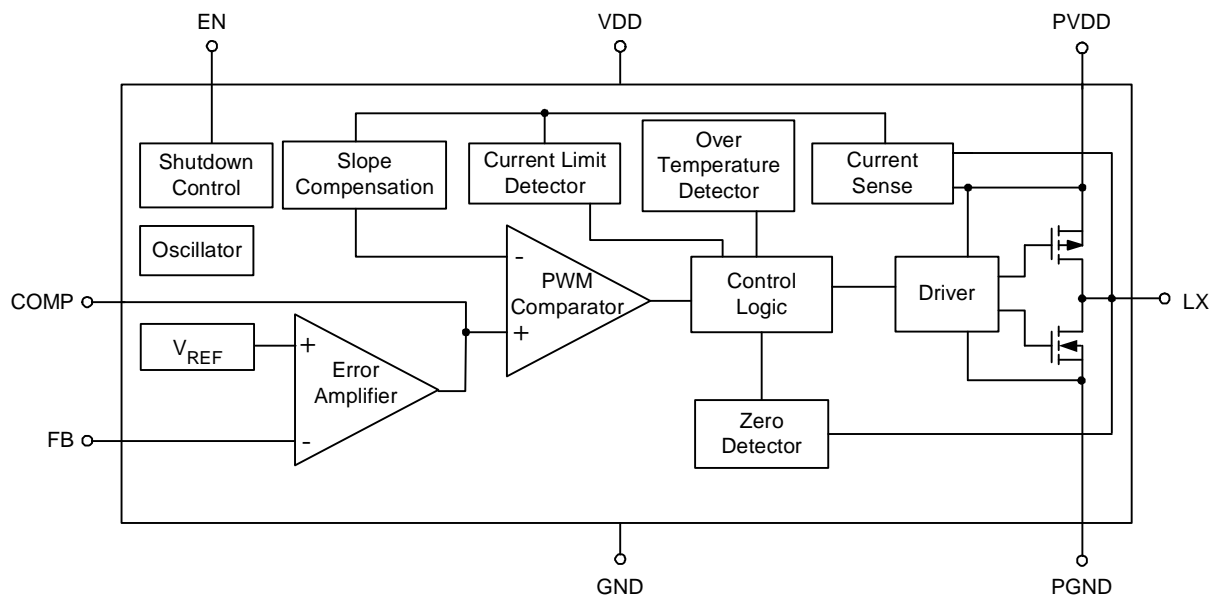 EN
VDD
PVDD
Shutdown
Control
Slope
Compensation
Current Limit
Detector
Over
Temperature
Detector
Current
Sense
Oscillator
-
PWM
Comparator
+
Control
Logic
Driver
COMP
LX
V_REF
+
Error
Amplifier
-
FB
Zero
Detector
GND
PGND